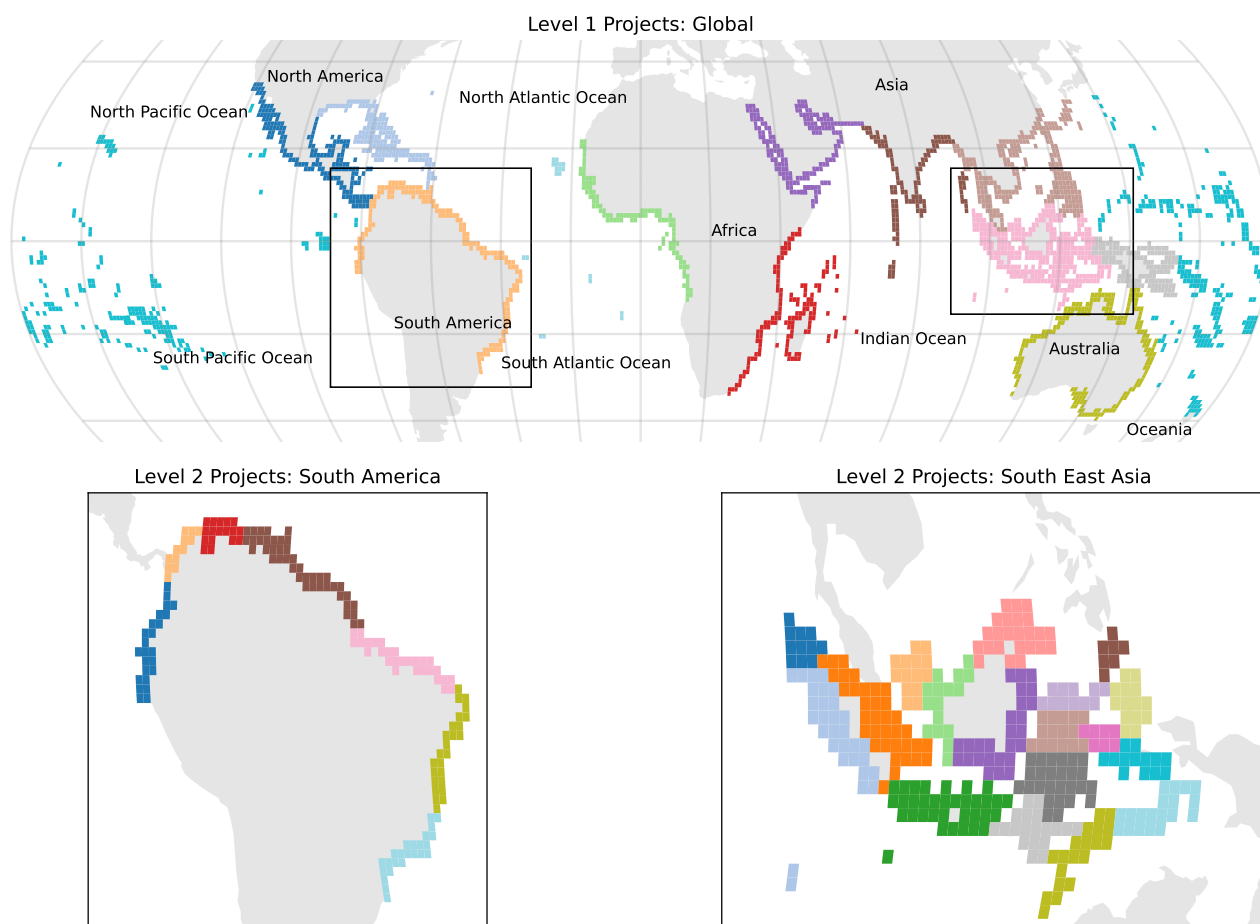 Level 1 Projects: Global
North America
Asia
North Atlantic Ocean
North Pacific Ocean
Africa
South America
Indian Ocean
Australia
South Pacific Ocean
South Atlantic Ocean
Oceania
Level 2 Projects: South America
Level 2 Projects: South East Asia